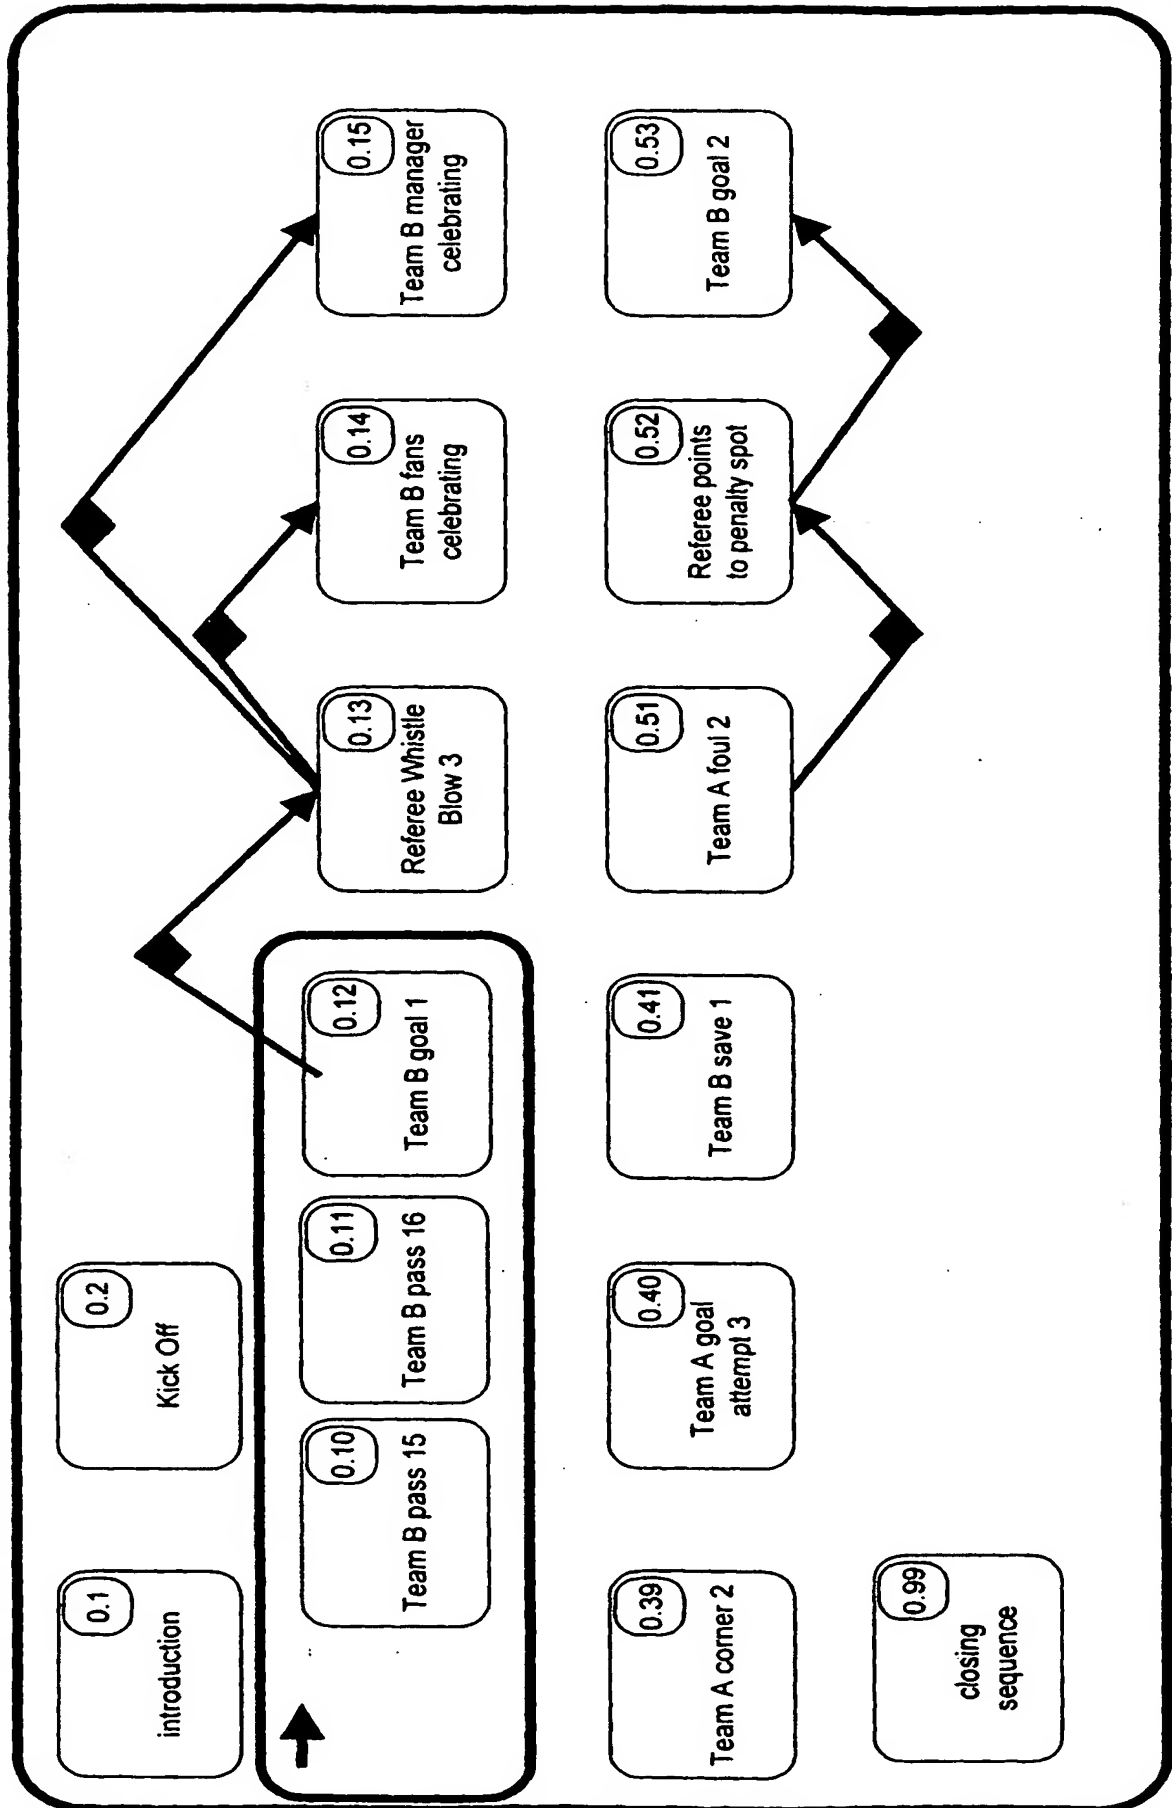 0.1
introduction
0.2
Kick Off
0.10
Team B pass 15
0.11
Team B pass 16
0.12
Team B goal 1
0.13
Referee Whistle
Blow 3
0.14
Team B fans
celebrating
0.15
Team B manager
celebrating
0.39
Team A corner 2
0.40
Team A goal
attempt 3
0.41
Team B save 1
0.51
Team A foul 2
0.52
Referee points
to penalty spot
0.53
Team B goal 2
0.99
closing
sequence